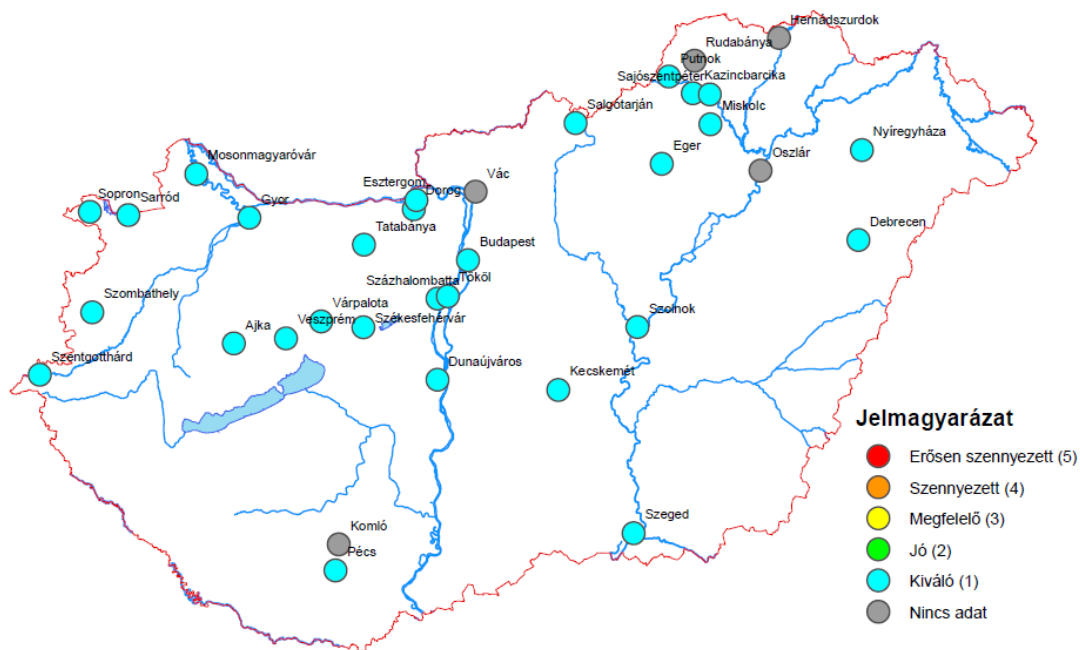 Hernádszurdok
Rudabánya
Putnok
Sajószentpéter
Kazincbarcika
Salgótarján
Miskolc
Nyíregyháza
Eger
Oszlár
Mosonmagyaróvár
Vác
Esztergom
Dorog
Sopron
Sarród
Gyor
Tatabánya
Debrecen
Budapest
Százhalombatta
Tököl
Szombathely
Várpalota
Veszprém
Székesfehérvár
Ajka
Szolnok
Szentgotthárd
Dunaújváros
Kecskemét
Jelmagyarázat
Erősen szennyezett (5)
Szennyezett (4)
Megfelelő (3)
Jó (2)
Kiváló (1)
Nincs adat
Szeged
Komló
Pécs